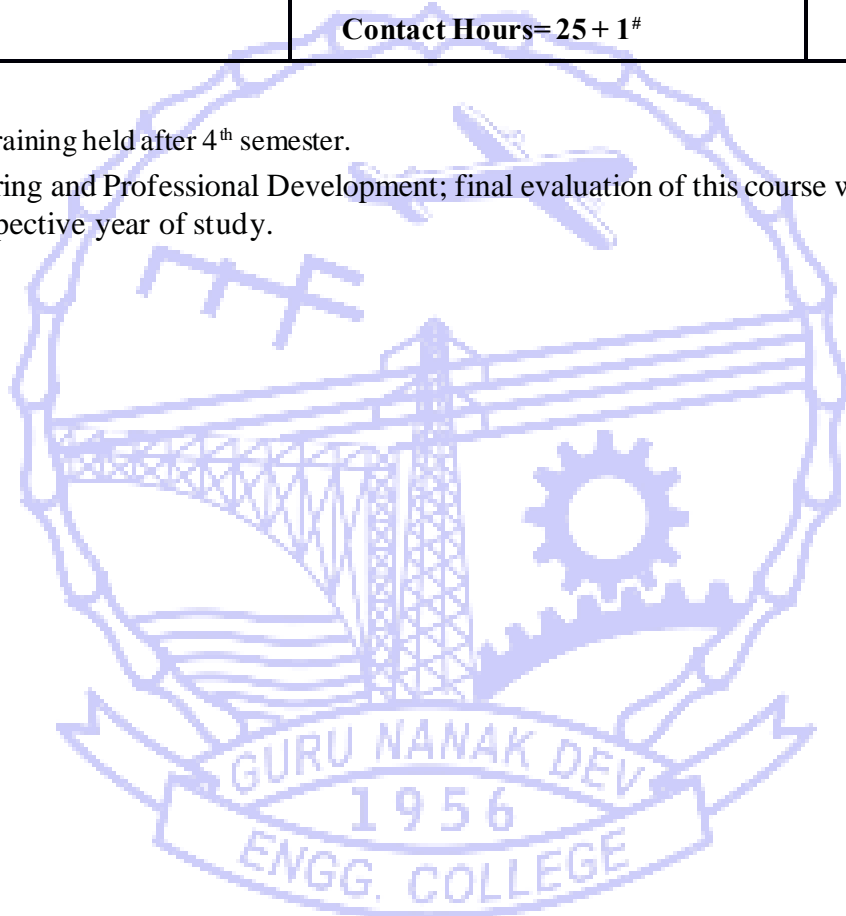 Contact Hours= 25 + 1#
raining held after 4th semester.
ring and Professional Development; final evaluation of this course w
pective year of study.
GURU NANAK DEV
1956
ENGG. COLLEGE